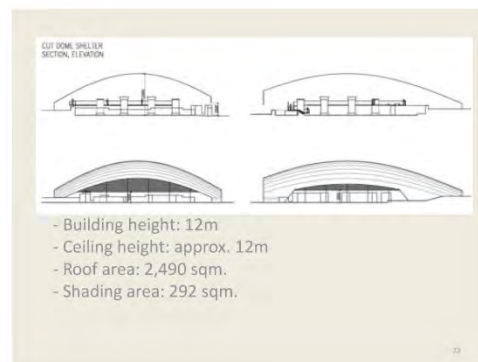 CUT DOME SHELTER
SECTION, ELEVATION
- Building height: 12m
- Ceiling height: approx. 12m
- Roof area: 2,490 sqm.
- Shading area: 292 sqm.